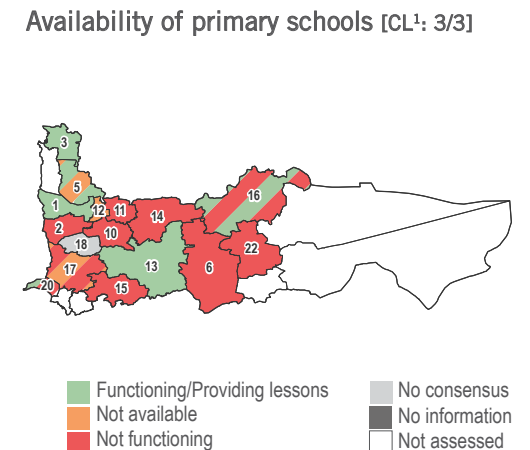 Availability of primary schools [CL¹: 3/3]
3
5
1
12
11
16
14
2
10
18
22
17
13
6
20
15
Functioning/Providing lessons
Not available
Not functioning
No consensus
No information
Not assessed